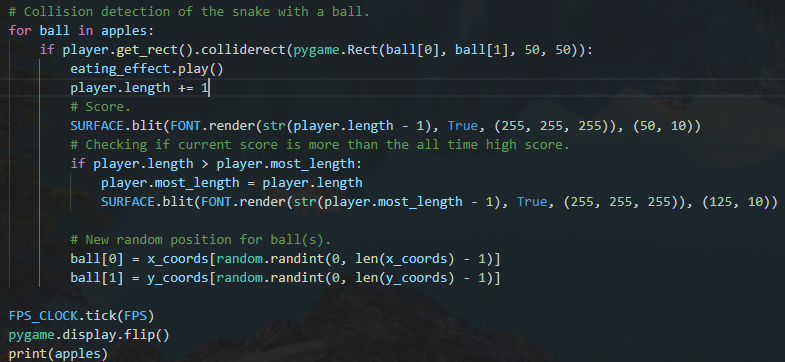 # Collision detection of the snake with a ball.
for ball in apples:
    if player.get_rect().colliderect(pygame.Rect(ball[0], ball[1], 50, 50)):
        eating_effect.play()
        player.length += 1
        # Score.
        SURFACE.blit(FONT.render(str(player.length - 1), True, (255, 255, 255)), (50, 10))
        # Checking if current score is more than the all time high score.
        if player.length > player.most_length:
            player.most_length = player.length
            SURFACE.blit(FONT.render(str(player.most_length - 1), True, (255, 255, 255)), (125, 10))
        # New random position for ball(s).
        ball[0] = x_coords[random.randint(0, len(x_coords) - 1)]
        ball[1] = y_coords[random.randint(0, len(y_coords) - 1)]
FPS_CLOCK.tick(FPS)
pygame.display.flip()
print(apples)